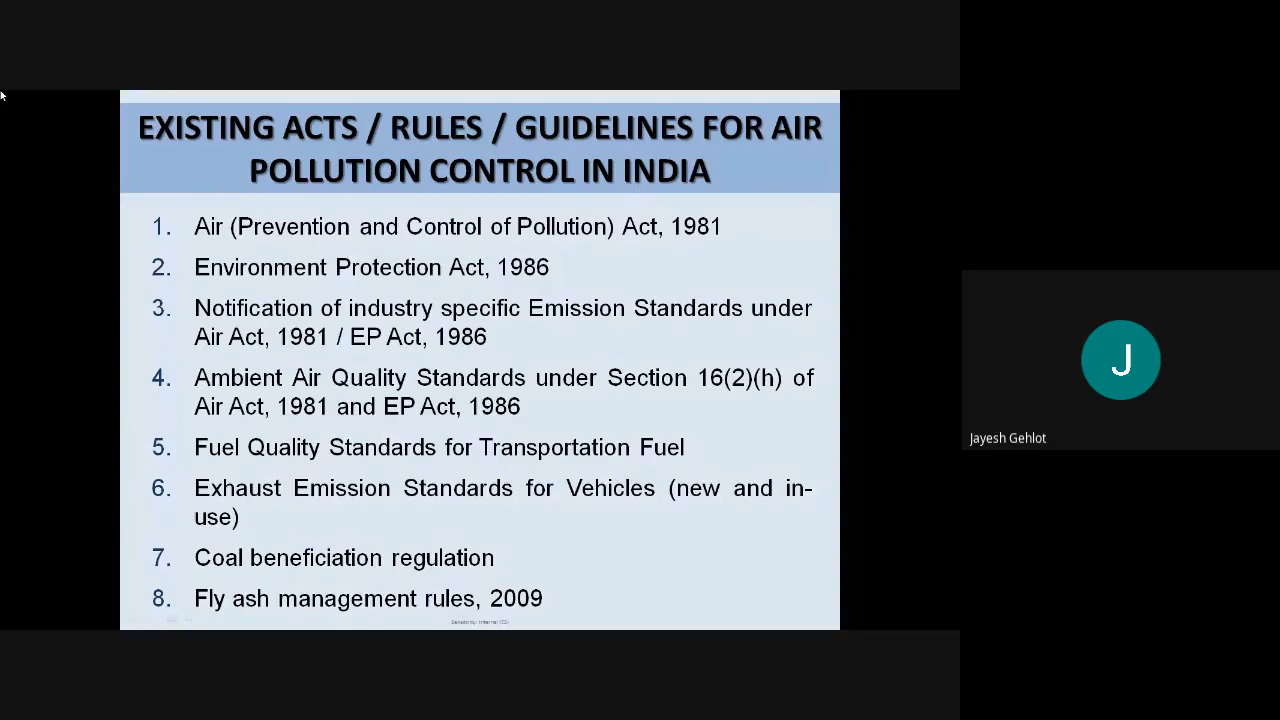 EXISTING ACTS / RULES / GUIDELINES FOR AIR
POLLUTION CONTROL IN INDIA
1. Air (Prevention and Control of Pollution) Act, 1981
2. Environment Protection Act, 1986
3. Notification of industry specific Emission Standards under
Air Act, 1981 / EP Act, 1986
4. Ambient Air Quality Standards under Section 16(2)(h) of
Air Act, 1981 and EP Act, 1986
5. Fuel Quality Standards for Transportation Fuel
6. Exhaust Emission Standards for Vehicles (new and in-
use)
7. Coal beneficiation regulation
8. Fly ash management rules, 2009
Sensitivity: Internal (C3)
J
Jayesh Gehlot